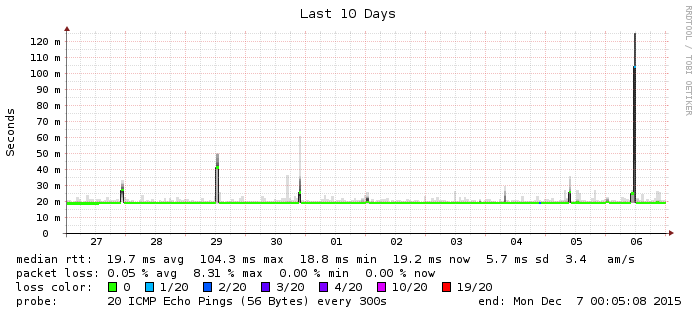 Last 10 Days
RRDTOOL / TOBI OETIKER
Seconds
120 m
110 m
100 m
90 m
80 m
70 m
60 m
50 m
40 m
30 m
20 m
10 m
0
27 28 29 30 01 02 03 04 05 06
median rtt: 19.7 ms avg 104.3 ms max 18.8 ms min 19.2 ms now 5.7 ms sd 3.4 am/s
packet loss: 0.05 % avg 8.31 % max 0.00 % min 0.00 % now
loss color: 0 1/20 2/20 3/20 4/20 10/20 19/20
probe: 20 ICMP Echo Pings (56 Bytes) every 300s end: Mon Dec 7 00:05:08 2015